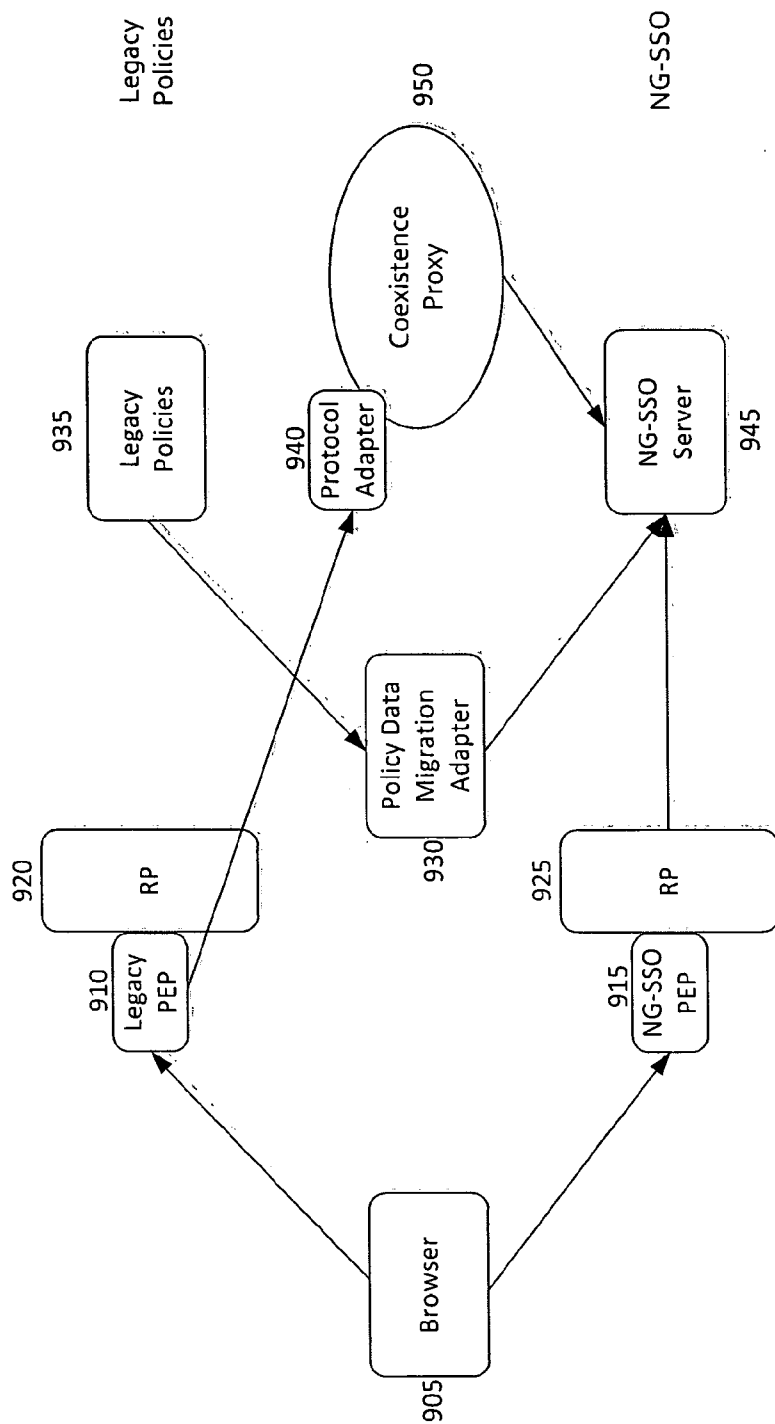 Legacy
Policies
950
NG-SSO
935
Legacy
Policies
940
Protocol
Adapter
Coexistence
Proxy
NG-SSO
Server
945
920
RP
910
Legacy
PEP
Policy Data
Migration
Adapter
930
925
RP
915
NG-SSO
PEP
Browser
905